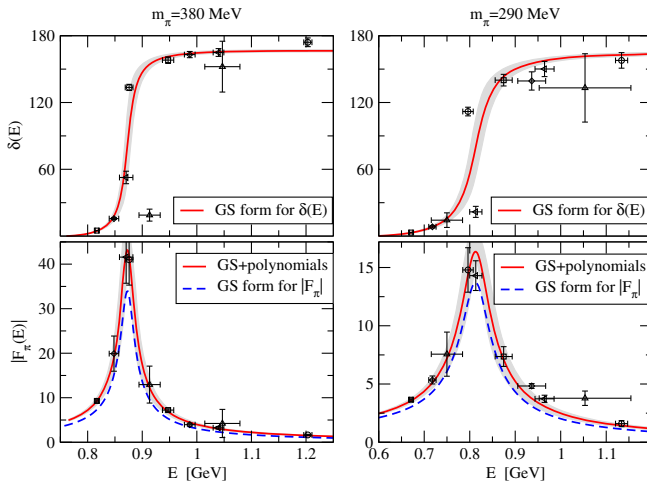 m_π=380 MeV
m_π=290 MeV
180
120
60
δ(E)
GS form for δ(E)
180
120
60
δ(E)
GS form for δ(E)
40
30
20
10
0
|F_π(E)|
GS+polynomials
GS form for |F_π|
0.8 0.9 1 1.1 1.2
E [GeV]
15
10
5
0
GS+polynomials
GS form for |F_π|
0.6 0.7 0.8 0.9 1 1.1
E [GeV]